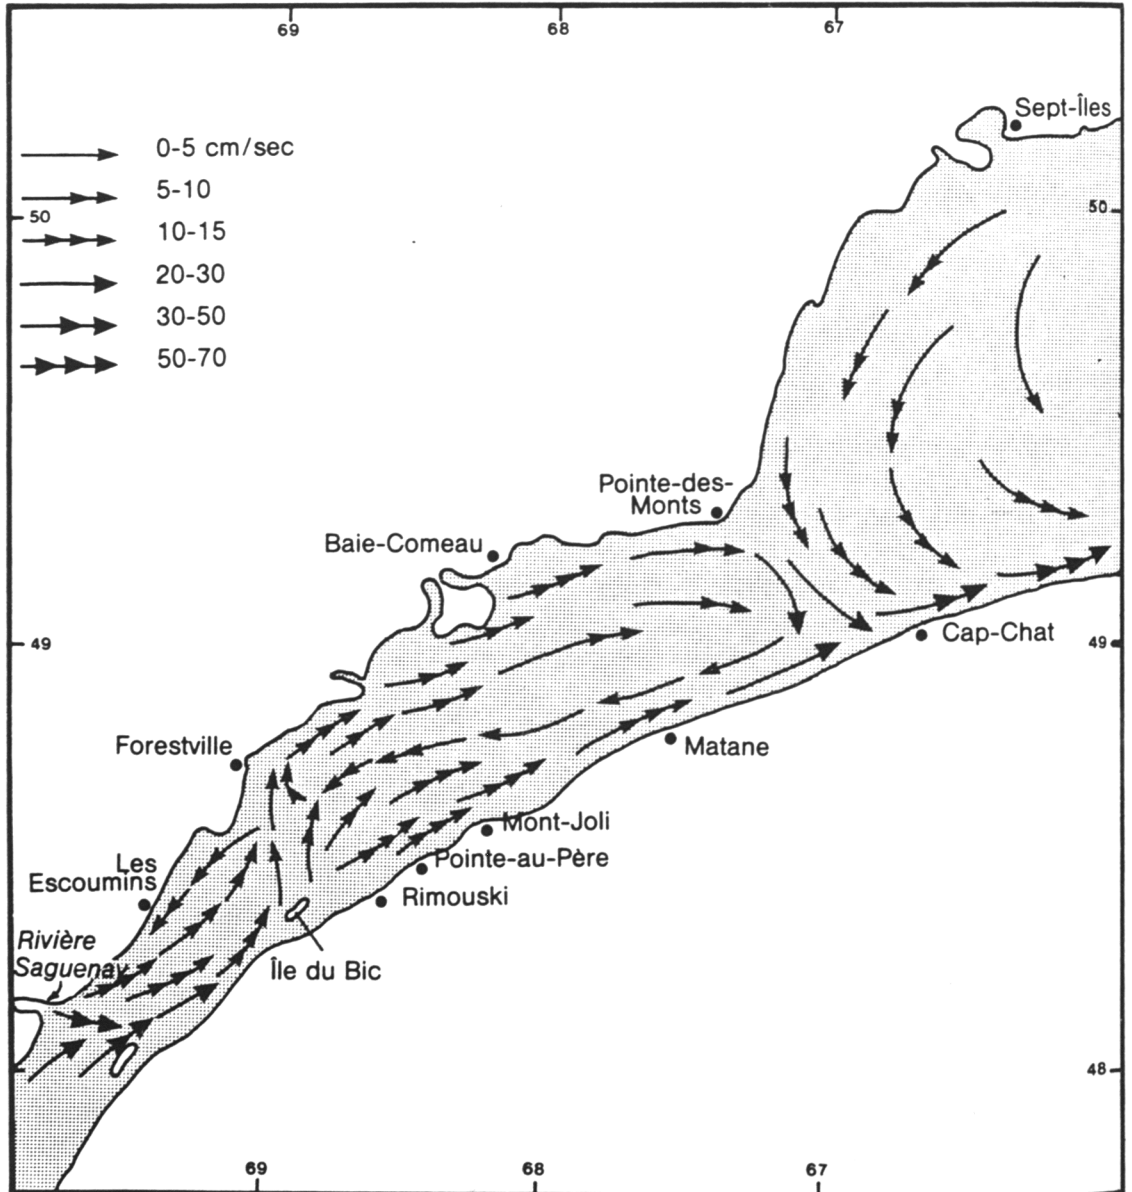 69 68 67
Sept-Îles
0-5 cm/sec
5-10
50 50
10-15
20-30
30-50
50-70
Pointe-des-
Monts
Baie-Comeau
49 Cap-Chat 49
Forestville
Matane
Mont-Joli
Les
Escoumins
Pointe-au-Père
Rimouski
Rivière
Saguenay
Île du Bic
48
69 68 67